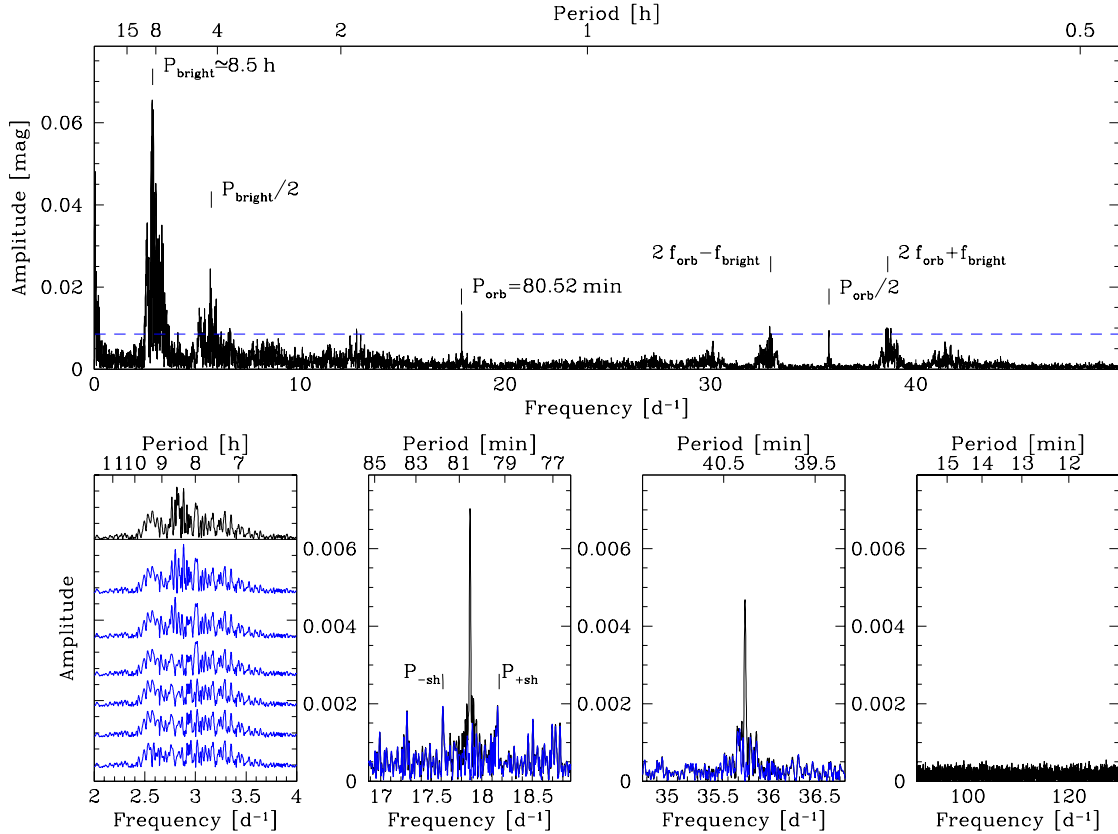 Period [h]
15 8 4 2 1 0.5
P_bright≃8.5 h
P_bright/2
P_orb=80.52 min
2 f_orb−f_bright
P_orb/2
2 f_orb+f_bright
Amplitude [mag]
0.06
0.04
0.02
0
0 10 20 30 40
Frequency [d⁻¹]
Period [h]
1110 9 8 7
Amplitude
2 2.5 3 3.5 4
Frequency [d⁻¹]
Period [min]
85 83 81 79 77
0.006
0.004
0.002
0
P_−sh
P_+sh
17 17.5 18 18.5
Frequency [d⁻¹]
Period [min]
40.5 39.5
0.006
0.004
0.002
0
35 35.5 36 36.5
Frequency [d⁻¹]
Period [min]
15 14 13 12
0.006
0.004
0.002
0
100 120
Frequency [d⁻¹]